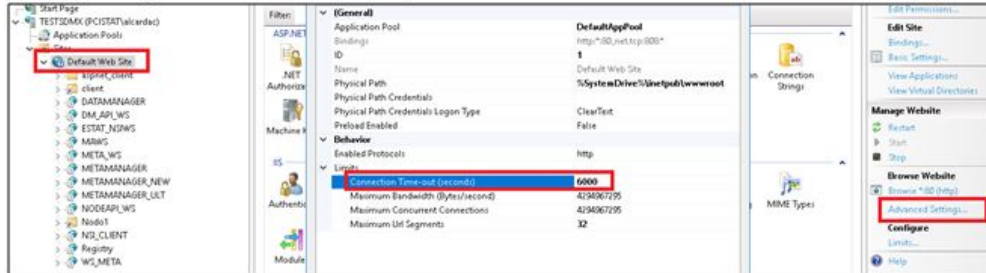 Start Page
TESTSDMX (PCISTAT\alcardac)
Application Pools
Sites
Default Web Site
aspnet_client
client
DATAMANAGER
DM_API_WS
ESTAT_NSIWS
MAWS
META_WS
METAMANAGER
METAMANAGER_NEW
METAMANAGER_ULT
NODEAPI_WS
Nodo1
NSI_CLIENT
Registry
WS_META
Filter:
ASP.NET
.NET
Authoriza
Machine K
IIS
Authentic
Module
(General)
Application Pool DefaultAppPool
Bindings http:*:80:,net.tcp:808:*
ID 1
Name Default Web Site
Physical Path %SystemDrive%\inetpub\wwwroot
Physical Path Credentials
Physical Path Credentials Logon Type ClearText
Preload Enabled False
Behavior
Enabled Protocols http
Limits
Connection Time-out (seconds) 6000
Maximum Bandwidth (Bytes/second) 4294967295
Maximum Concurrent Connections 4294967295
Maximum Url Segments 32
Connection
Strings
MIME Types
Edit Permissions...
Edit Site
Bindings...
Basic Settings...
View Applications
View Virtual Directories
Manage Website
Restart
Start
Stop
Browse Website
Browse *:80 (http)
Advanced Settings...
Configure
Limits...
Help